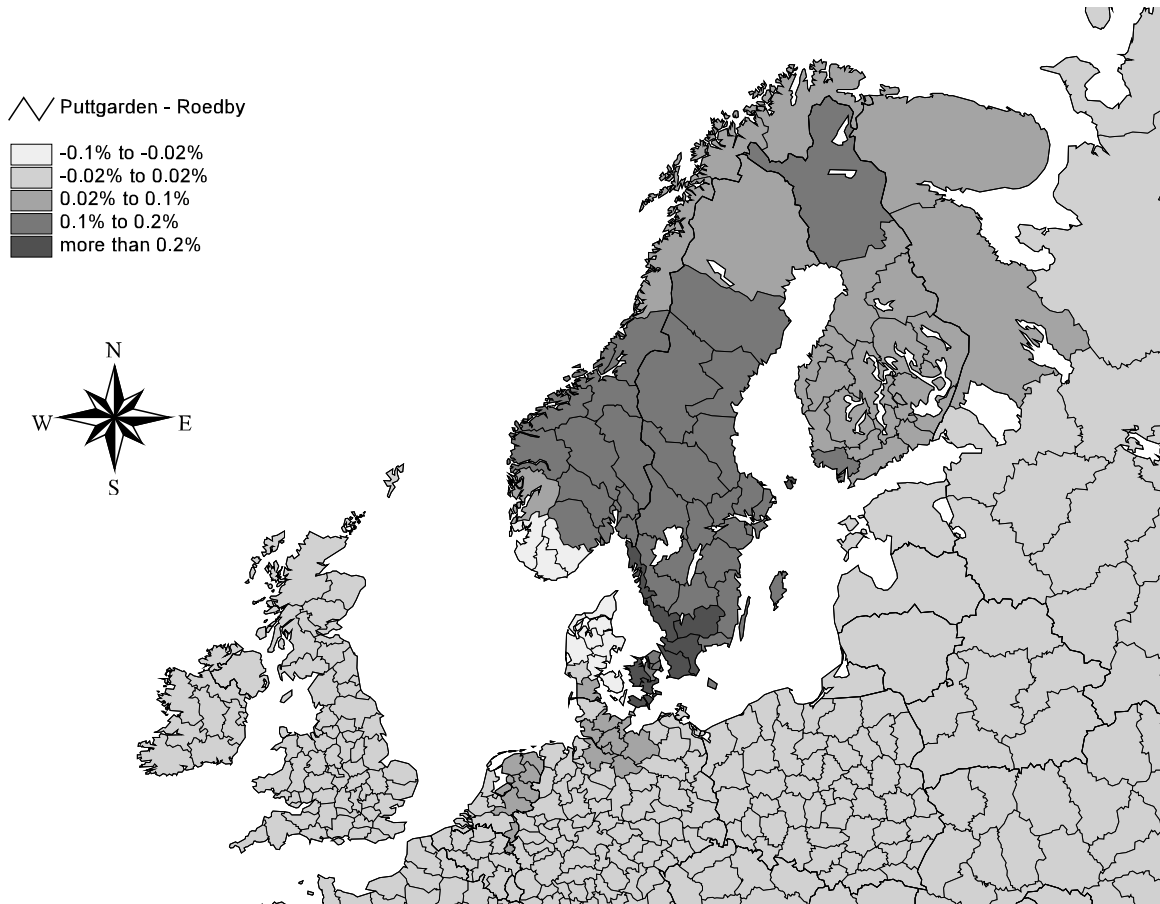 Puttgarden - Roedby
-0.1% to -0.02%
-0.02% to 0.02%
0.02% to 0.1%
0.1% to 0.2%
more than 0.2%
N
W E
S